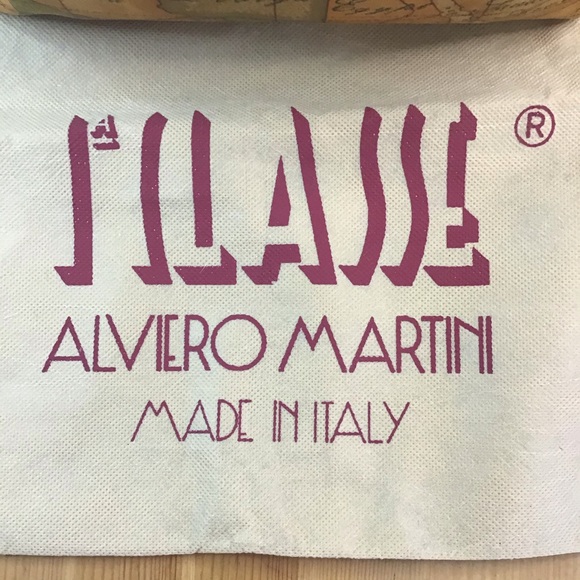 1ª CLASSE ®
ALVIERO MARTINI
MADE IN ITALY